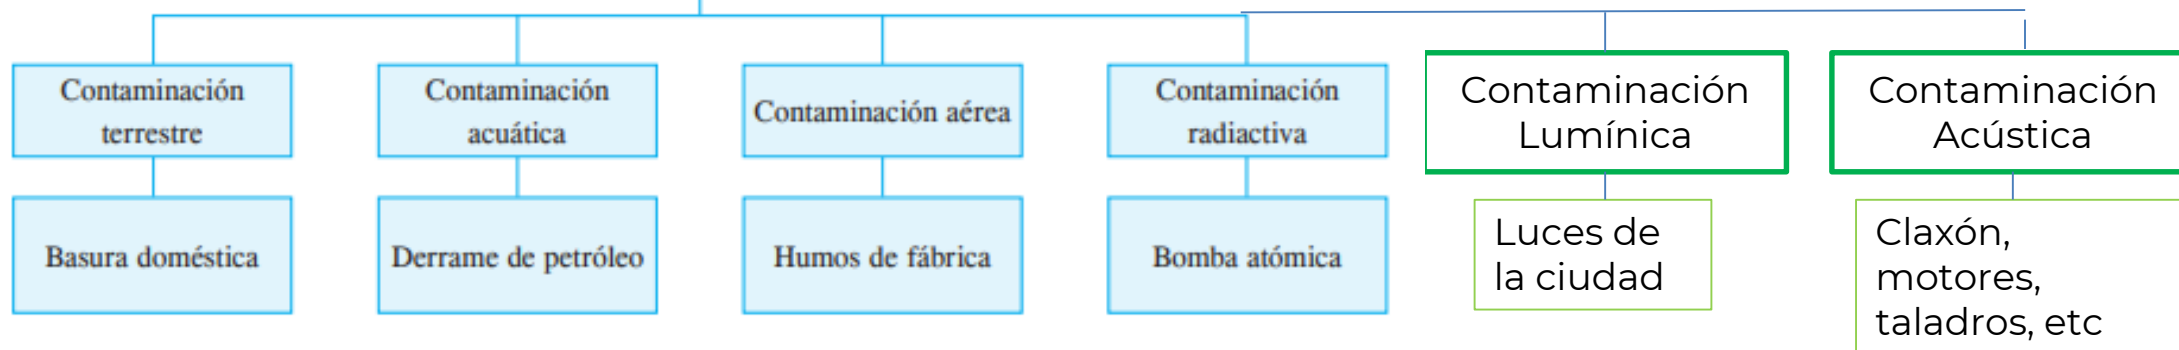 Contaminación
terrestre
Contaminación
acuática
Contaminación aérea
Contaminación
radiactiva
Contaminación
Lumínica
Contaminación
Acústica
Basura doméstica
Derrame de petróleo
Humos de fábrica
Bomba atómica
Luces de
la ciudad
Claxón,
motores,
taladros, etc